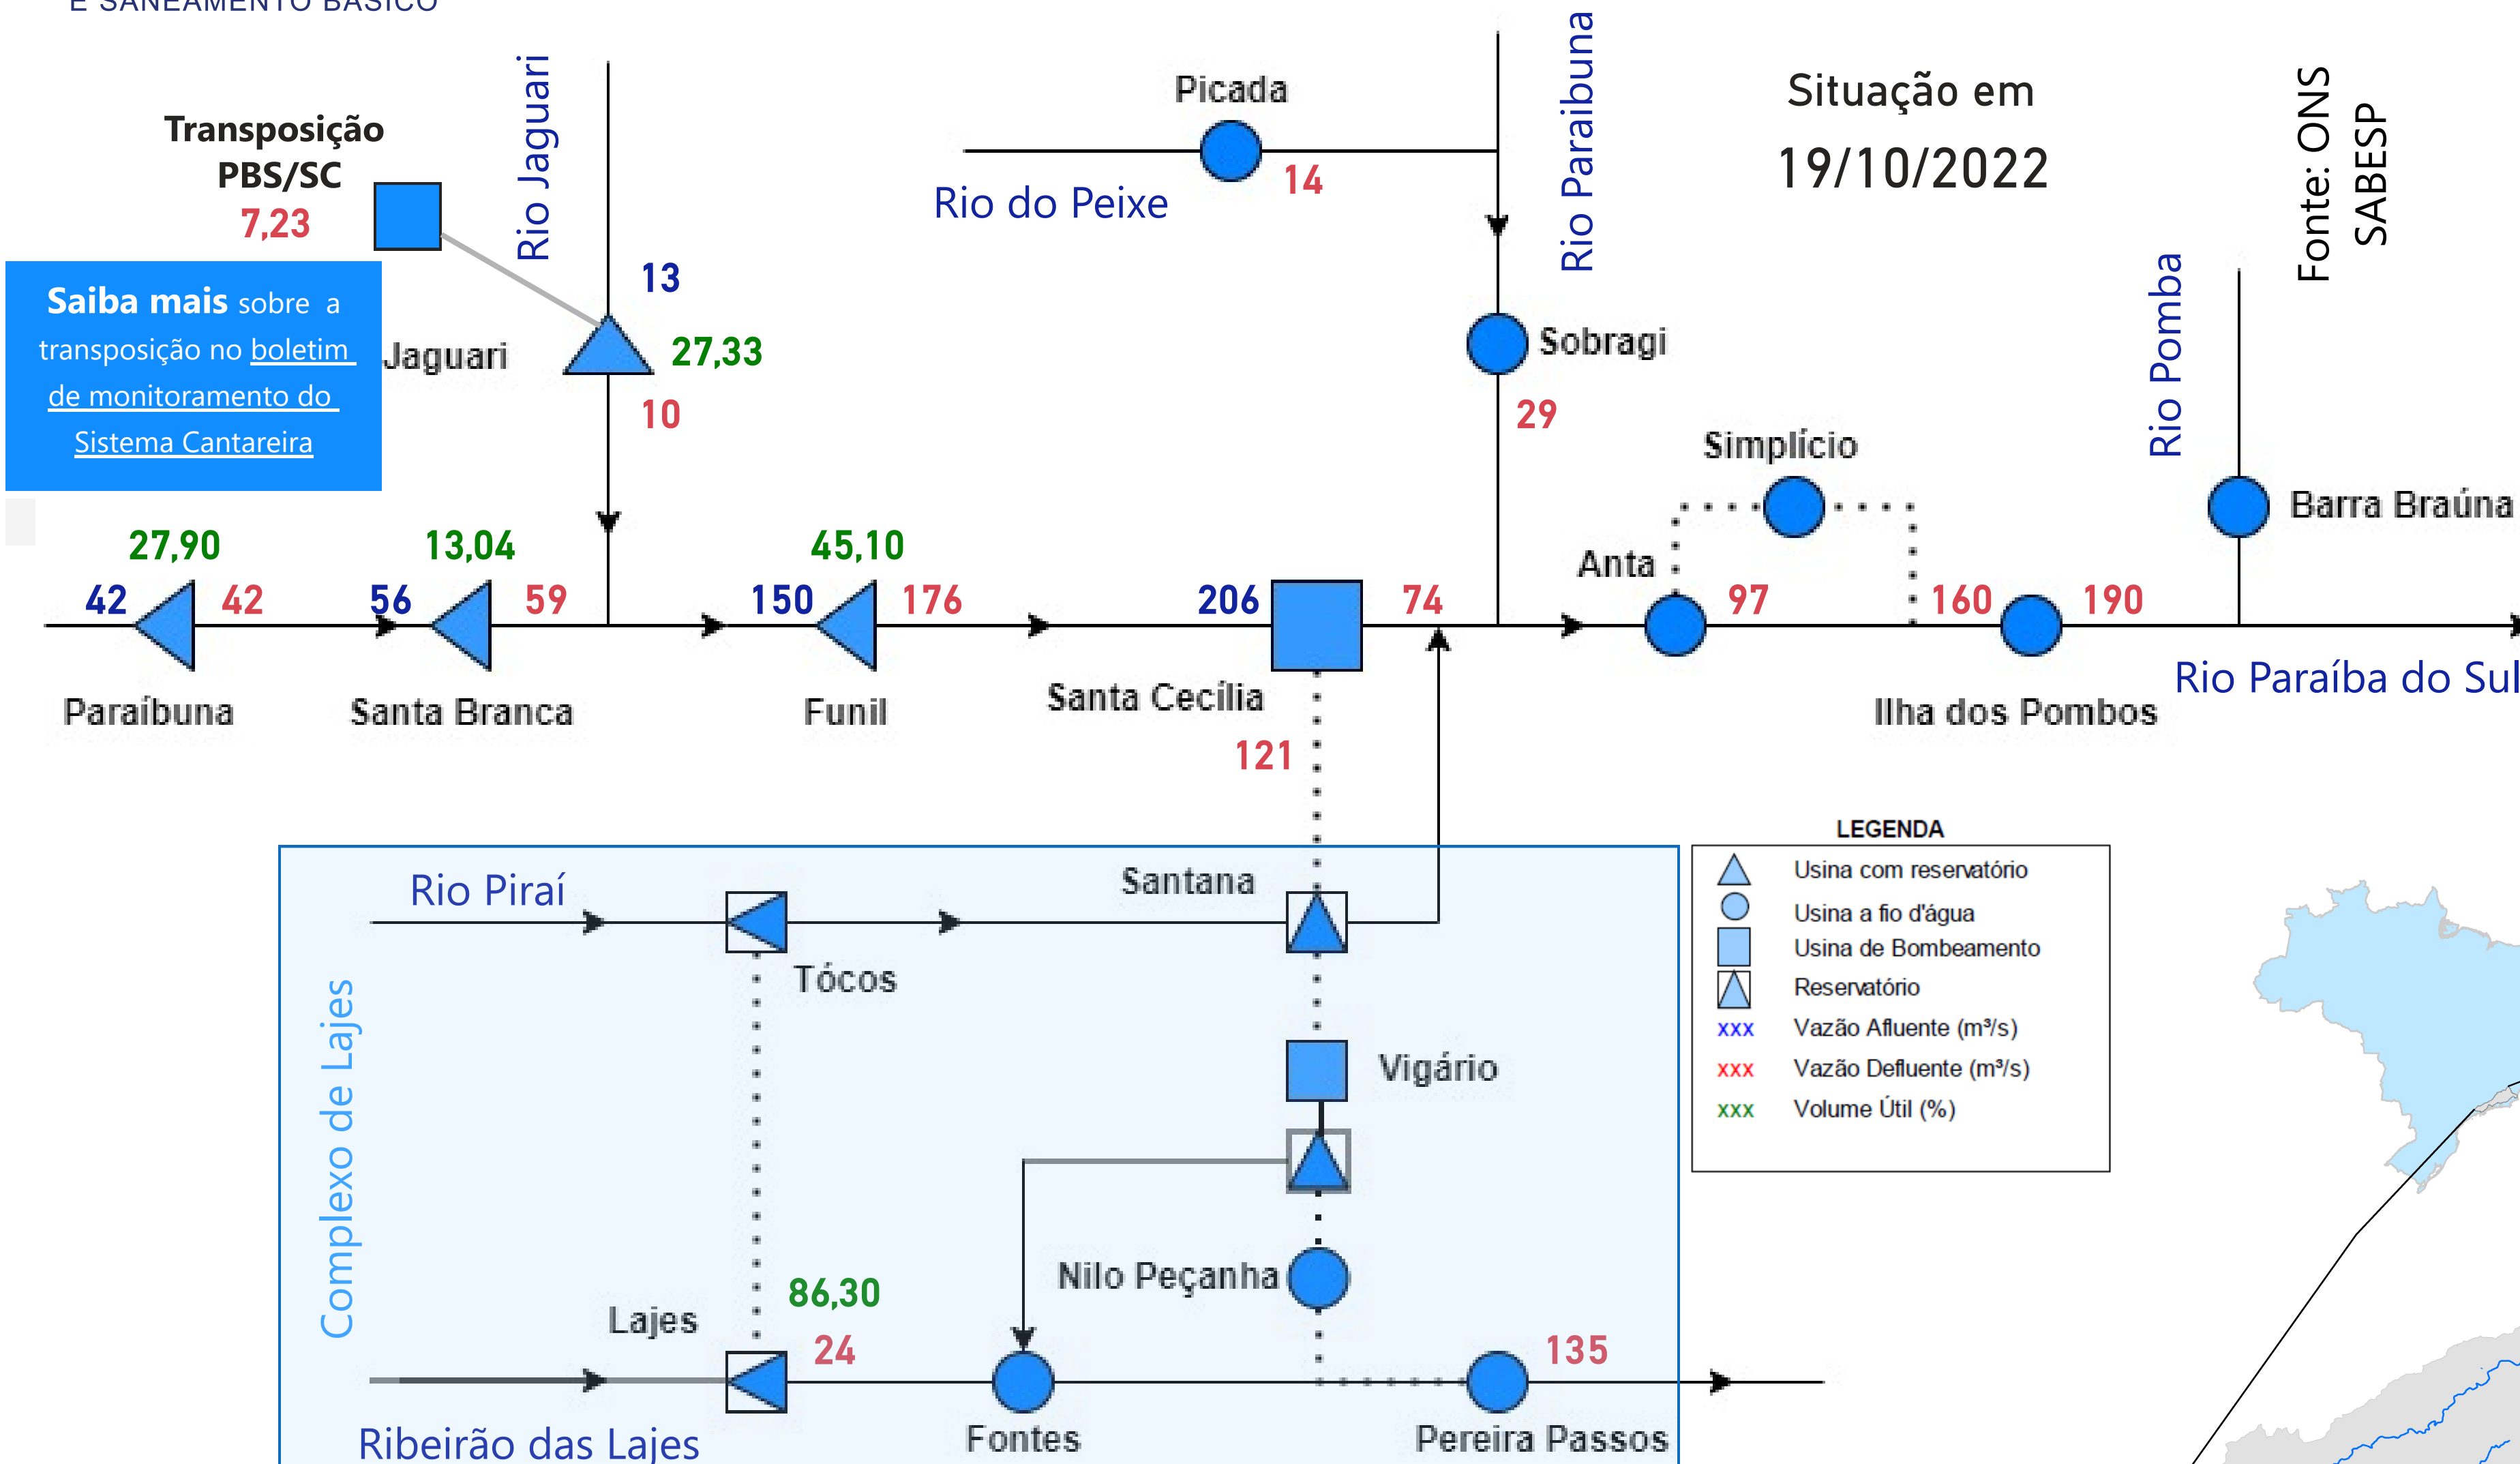 E SANEAMENTO BÁSICO
Transposição
PBS/SC
7,23
Saiba mais sobre a
transposição no boletim
de monitoramento do
Sistema Cantareira
Rio Jaguari
13
Jaguari
27,33
10
Picada
14
Rio do Peixe
Rio Paraibuna
Sobragi
29
Situação em
19/10/2022
Fonte: ONS
SABESP
Rio Pomba
Barra Braúna
Simplício
Anta
27,90
42
42
Paraíbuna
13,04
56
59
Santa Branca
45,10
150
176
Funil
206
74
Santa Cecília
121
97
160
190
Ilha dos Pombos
Rio Paraíba do Sul
Complexo de Lajes
Rio Piraí
Santana
Tócos
Vigário
Nilo Peçanha
Lajes
86,30
24
135
Ribeirão das Lajes
Fontes
Pereira Passos
LEGENDA
Usina com reservatório
Usina a fio d'água
Usina de Bombeamento
Reservatório
xxx Vazão Afluente (m³/s)
xxx Vazão Defluente (m³/s)
xxx Volume Útil (%)